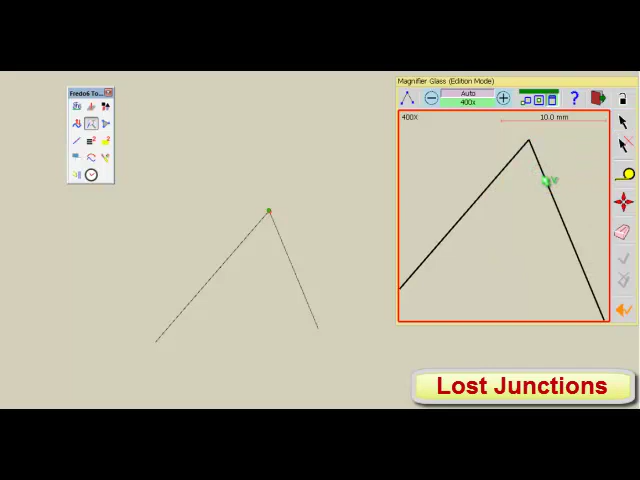 Magnifier Glass (Edition Mode)
Fredo6 To...
Auto
400x
?
400X
10.0 mm
Lost Junctions